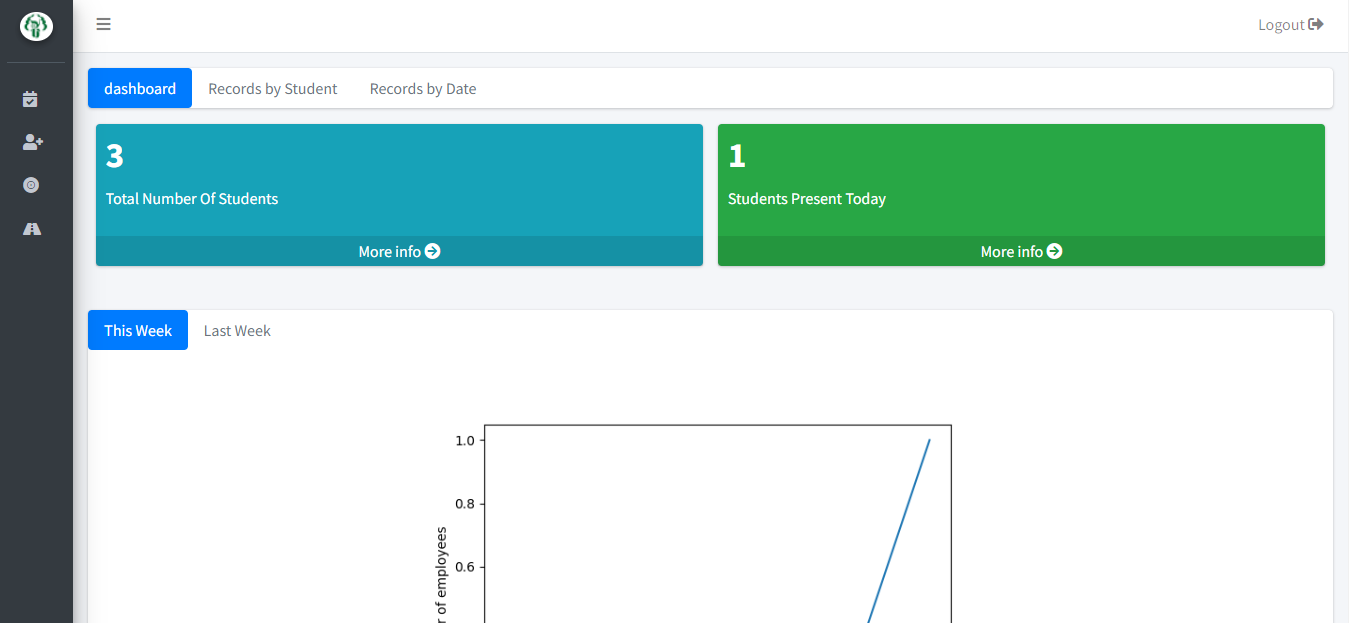 Logout
dashboard Records by Student Records by Date
3
Total Number Of Students
More info
1
Students Present Today
More info
This Week Last Week
1.0
0.8
0.6
of employees